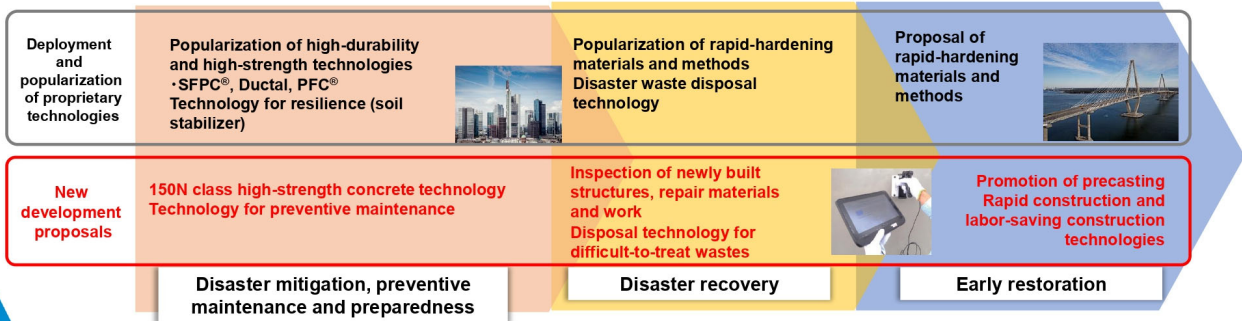 Deployment
and
popularization
of proprietary
technologies
Popularization of high-durability
and high-strength technologies
・SFPC®, Ductal, PFC®
Technology for resilience (soil
stabilizer)
Popularization of rapid-hardening
materials and methods
Disaster waste disposal
technology
Proposal of
rapid-hardening
materials and
methods
New
development
proposals
150N class high-strength concrete technology
Technology for preventive maintenance
Inspection of newly built
structures, repair materials
and work
Disposal technology for
difficult-to-treat wastes
Promotion of precasting
Rapid construction and
labor-saving construction
technologies
Disaster mitigation, preventive
maintenance and preparedness
Disaster recovery
Early restoration